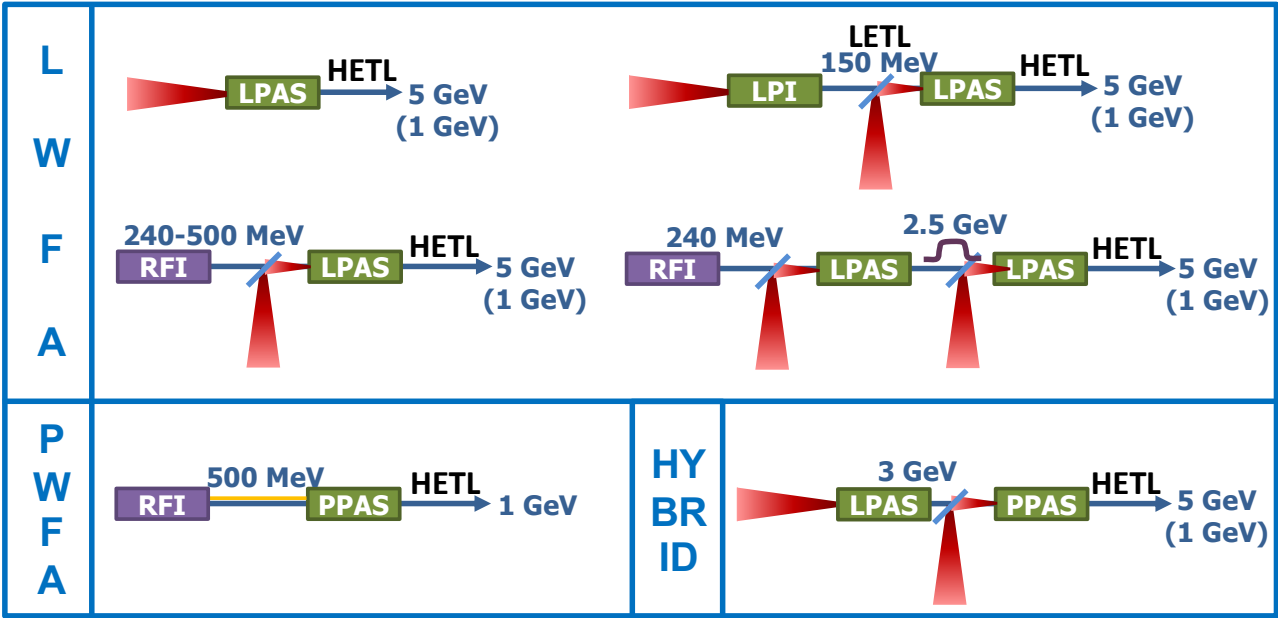 L
W
F
A
HETL
LPAS
5 GeV
(1 GeV)
LETL
150 MeV
HETL
LPI
LPAS
5 GeV
(1 GeV)
240-500 MeV
HETL
RFI
LPAS
5 GeV
(1 GeV)
240 MeV
2.5 GeV
HETL
RFI
LPAS
LPAS
5 GeV
(1 GeV)
P
W
F
A
500 MeV
HETL
RFI
PPAS
1 GeV
HY
BR
ID
3 GeV
HETL
LPAS
PPAS
5 GeV
(1 GeV)